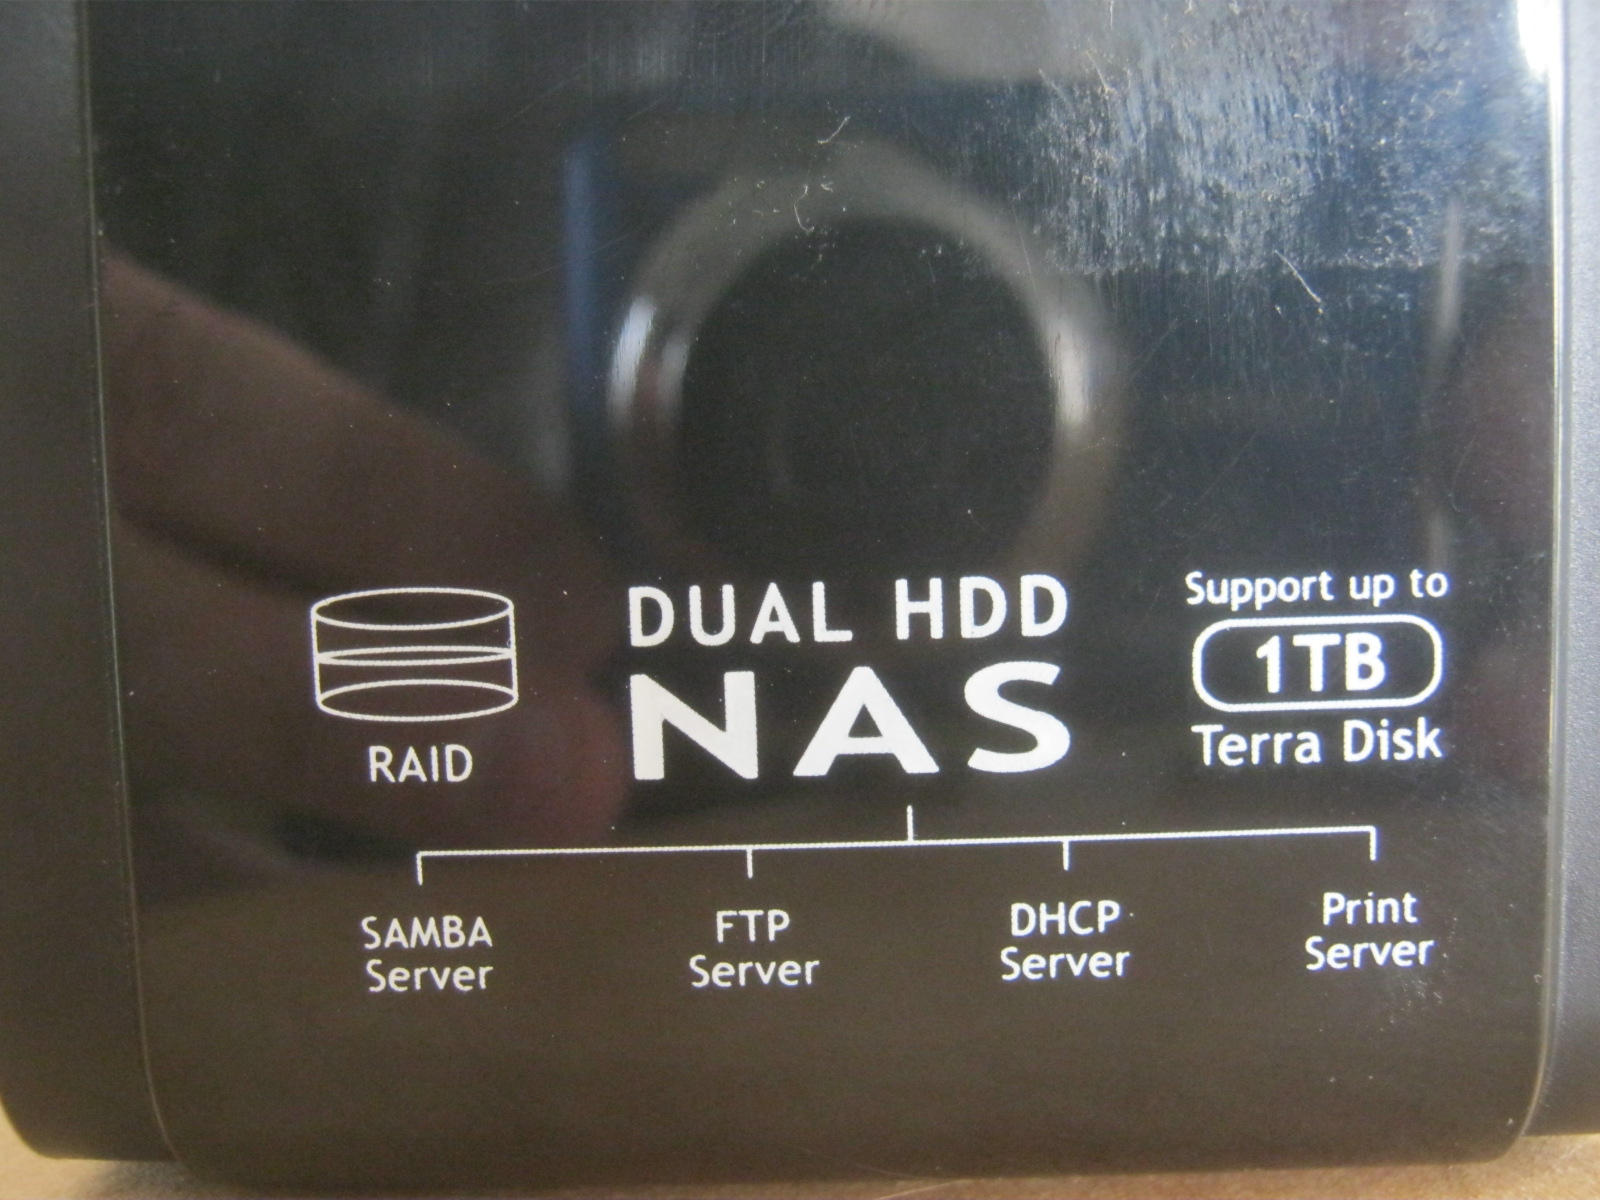 RAID
DUAL HDD
NAS
Support up to
1TB
Terra Disk
SAMBA
Server
FTP
Server
DHCP
Server
Print
Server